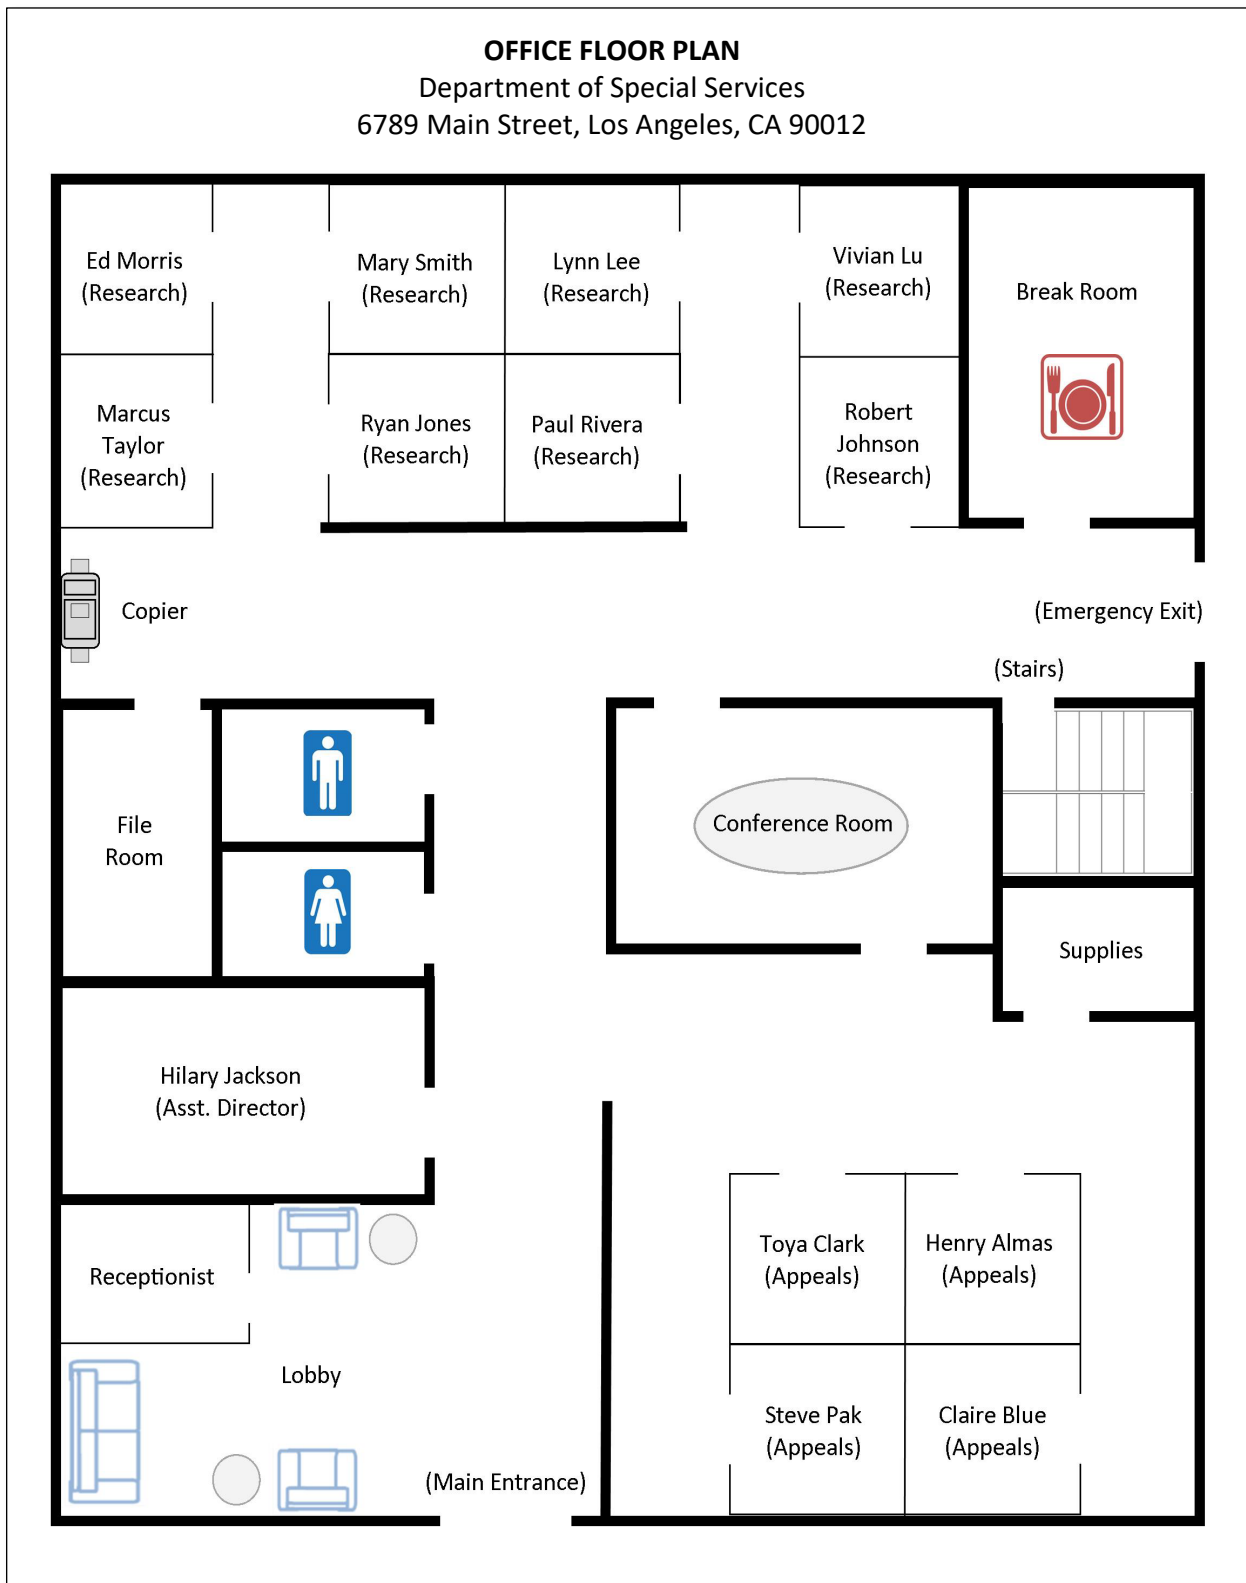 OFFICE FLOOR PLAN
Department of Special Services
6789 Main Street, Los Angeles, CA 90012
Ed Morris
(Research)
Mary Smith
(Research)
Lynn Lee
(Research)
Vivian Lu
(Research)
Break Room
Marcus
Taylor
(Research)
Ryan Jones
(Research)
Paul Rivera
(Research)
Robert
Johnson
(Research)
Copier
(Emergency Exit)
(Stairs)
File
Room
Conference Room
Supplies
Hilary Jackson
(Asst. Director)
Receptionist
Toya Clark
(Appeals)
Henry Almas
(Appeals)
Lobby
Steve Pak
(Appeals)
Claire Blue
(Appeals)
(Main Entrance)